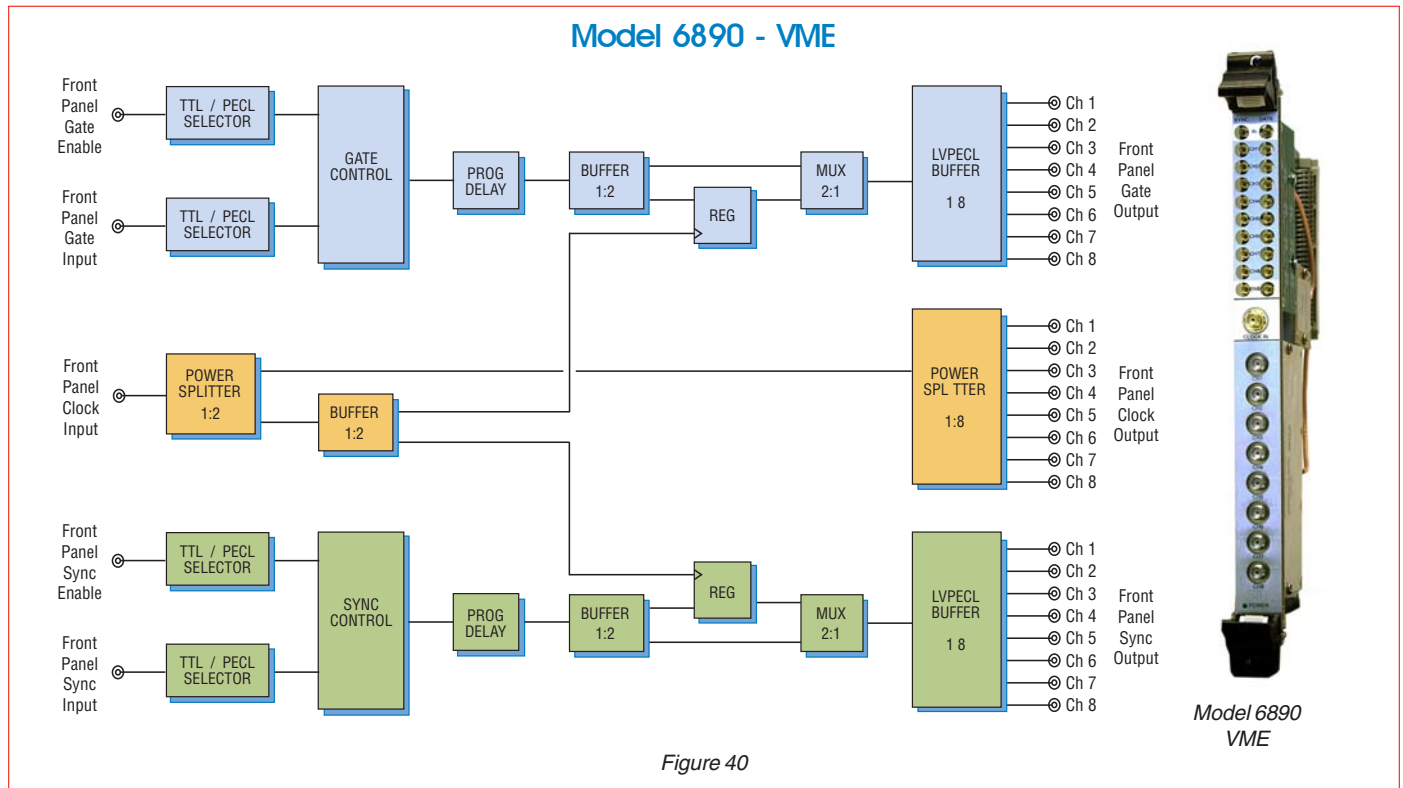 Model 6890 - VME
Front
Panel
Gate
Enable
TTL / PECL
SELECTOR
Front
Panel
Gate
Input
TTL / PECL
SELECTOR
GATE
CONTROL
PROG
DELAY
BUFFER
1:2
REG
MUX
2:1
LVPECL
BUFFER
1 8
Ch 1
Ch 2
Ch 3
Ch 4
Ch 5
Ch 6
Ch 7
Ch 8
Front
Panel
Gate
Output
Front
Panel
Clock
Input
POWER
SPLITTER
1:2
BUFFER
1:2
POWER
SPL TTER
1:8
Ch 1
Ch 2
Ch 3
Ch 4
Ch 5
Ch 6
Ch 7
Ch 8
Front
Panel
Clock
Output
Front
Panel
Sync
Enable
TTL / PECL
SELECTOR
Front
Panel
Sync
Input
TTL / PECL
SELECTOR
SYNC
CONTROL
PROG
DELAY
BUFFER
1:2
REG
MUX
2:1
LVPECL
BUFFER
1 8
Ch 1
Ch 2
Ch 3
Ch 4
Ch 5
Ch 6
Ch 7
Ch 8
Front
Panel
Sync
Output
SYNC GATE
IN
CLOCK IN
POWER
Model 6890
VME
Figure 40